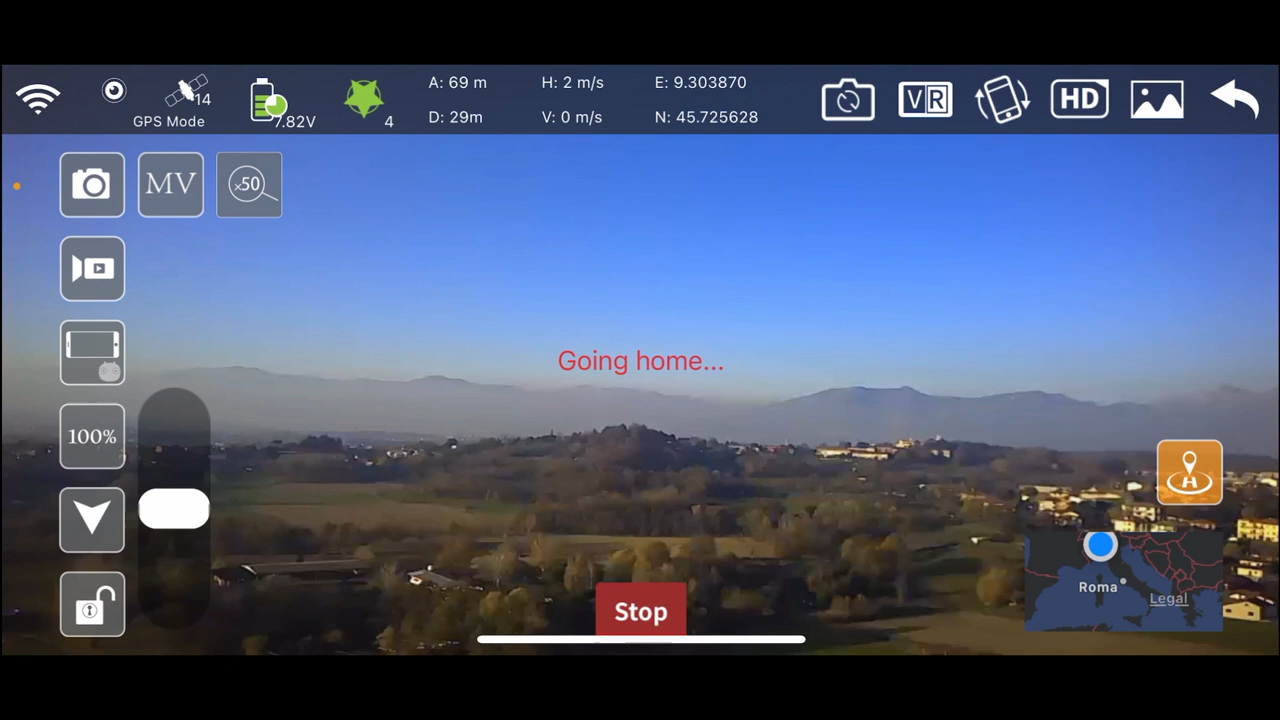 A: 69 m H: 2 m/s E: 9.303870
14
GPS Mode 7.82V 4 D: 29m V: 0 m/s N: 45.725628
VR HD
MV x50
Going home...
100%
H
Roma
Legal
Stop